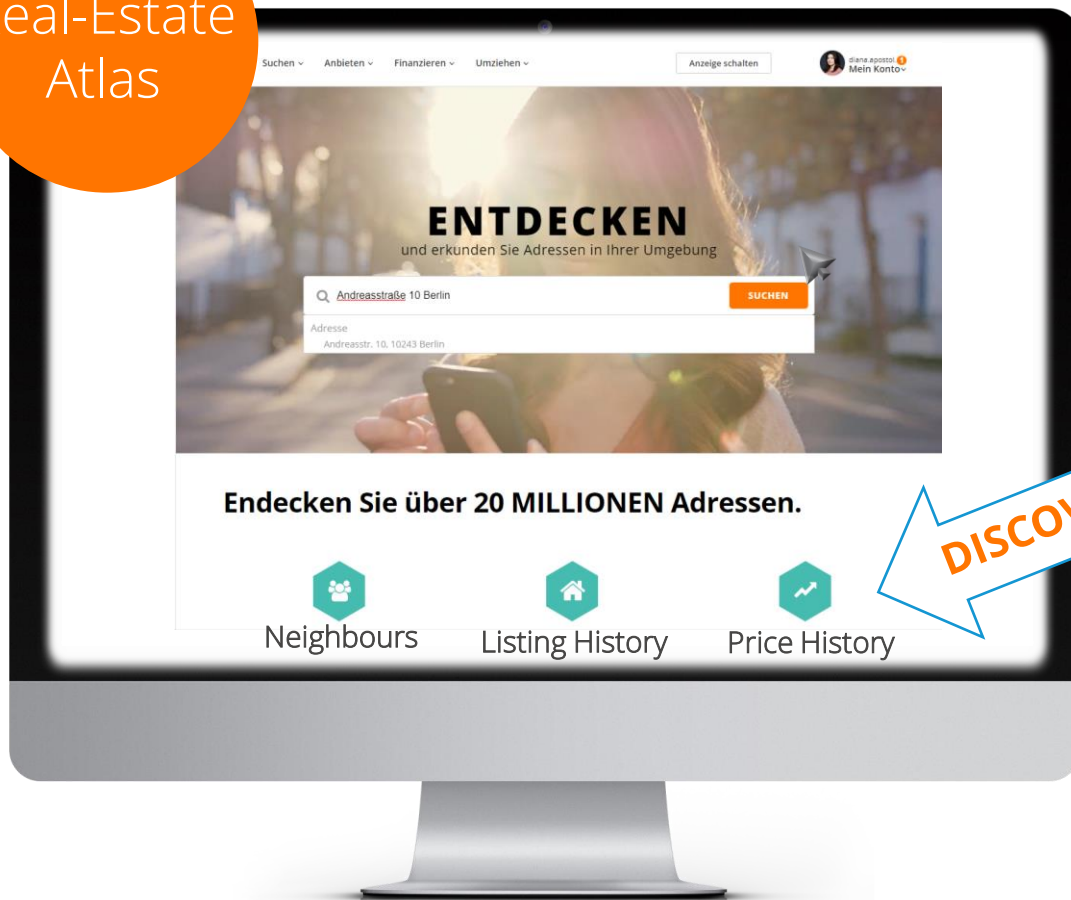 eal-Estate
Atlas
Suchen Anbieten Finanzieren Umziehen Anzeige schalten
diana.apostol. 1
Mein Konto
ENTDECKEN
und erkunden Sie Adressen in Ihrer Umgebung
Andreasstraße 10 Berlin SUCHEN
Adresse
Andreasstr. 10, 10243 Berlin
Endecken Sie über 20 MILLIONEN Adressen.
DISCOV
Neighbours Listing History Price History